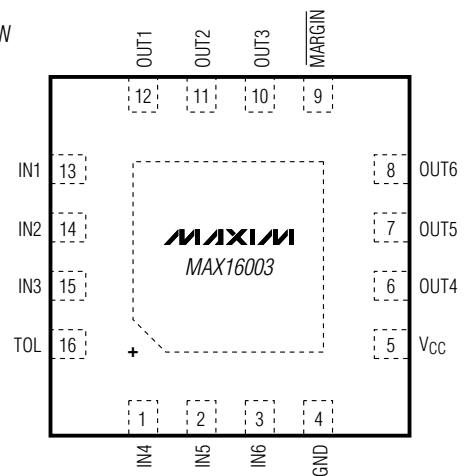 W
OUT1 OUT2 OUT3 MARGIN
12 11 10 9
IN1 13 8 OUT6
IN2 14 7 OUT5
MAXIM
MAX16003
IN3 15 6 OUT4
TOL 16 5 VCC
+
1 2 3 4
IN4 IN5 IN6 GND